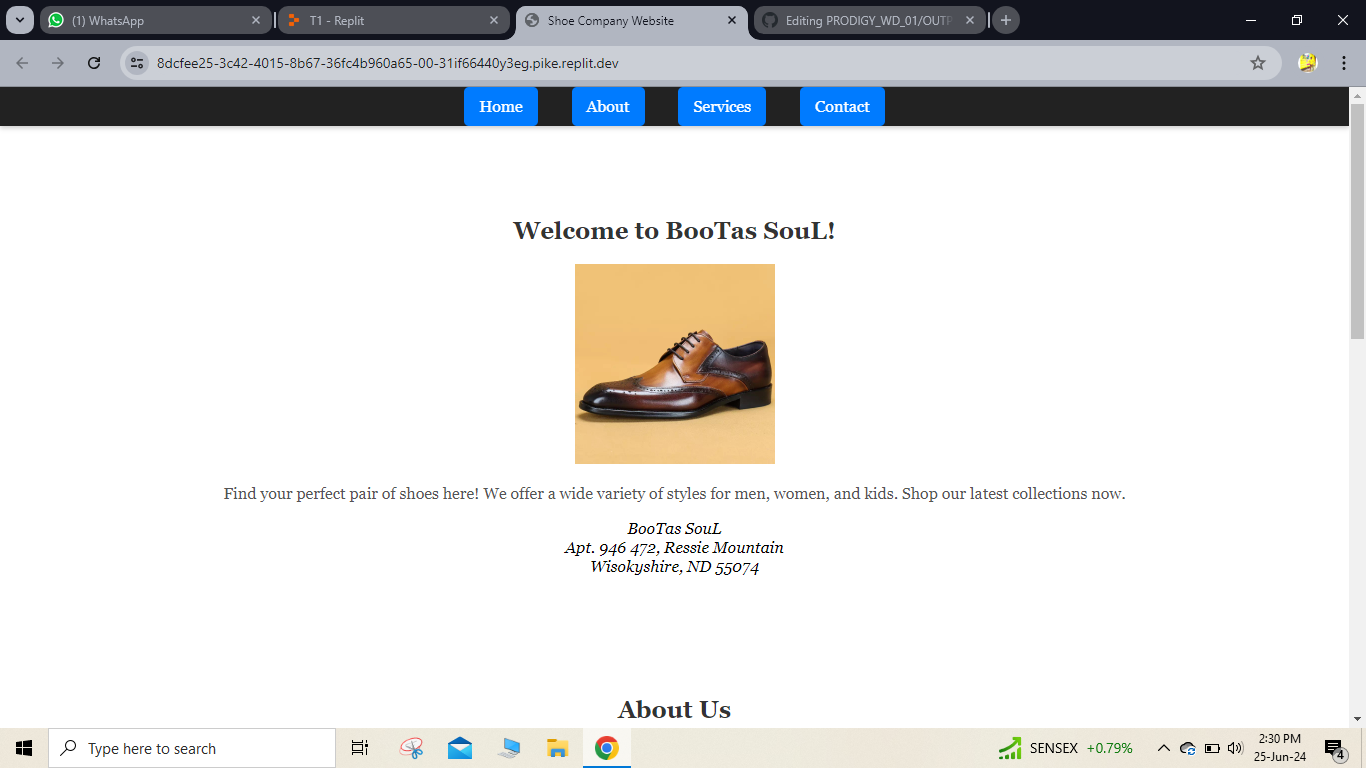 (1) WhatsApp
T1 - Replit
Shoe Company Website
Editing PRODIGY_WD_01/OUTP
8dcfee25-3c42-4015-8b67-36fc4b960a65-00-31if66440y3eg.pike.replit.dev
Home About Services Contact
Welcome to BooTas SouL!
Find your perfect pair of shoes here! We offer a wide variety of styles for men, women, and kids. Shop our latest collections now.
BooTas SouL
Apt. 946 472, Ressie Mountain
Wisokyshire, ND 55074
About Us
Type here to search
SENSEX +0.79%
2:30 PM
25-Jun-24
4